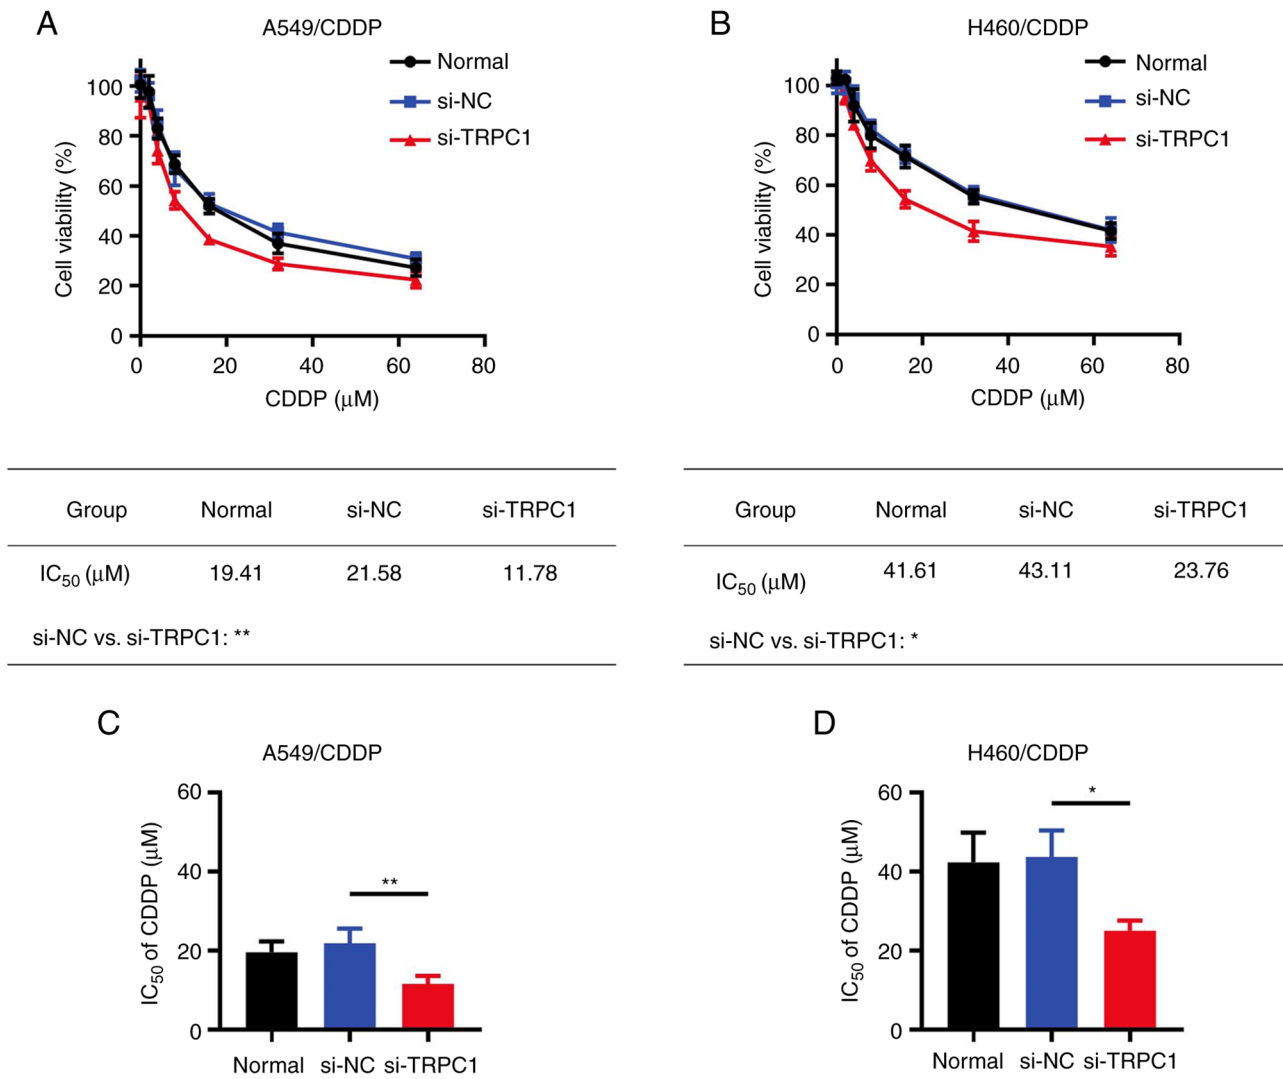 A
A549/CDDP
Normal
si-NC
si-TRPC1
Cell viability (%)
100
80
60
40
20
0
0 20 40 60 80
CDDP (μM)
B
H460/CDDP
Normal
si-NC
si-TRPC1
Cell viability (%)
100
80
60
40
20
0
0 20 40 60 80
CDDP (μM)
Group Normal si-NC si-TRPC1
IC50 (μM) 19.41 21.58 11.78
si-NC vs. si-TRPC1: **
Group Normal si-NC si-TRPC1
IC50 (μM) 41.61 43.11 23.76
si-NC vs. si-TRPC1: *
C
A549/CDDP
IC50 of CDDP (μM)
60
40
20
0
**
Normal si-NC si-TRPC1
D
H460/CDDP
IC50 of CDDP (μM)
60
40
20
0
*
Normal si-NC si-TRPC1